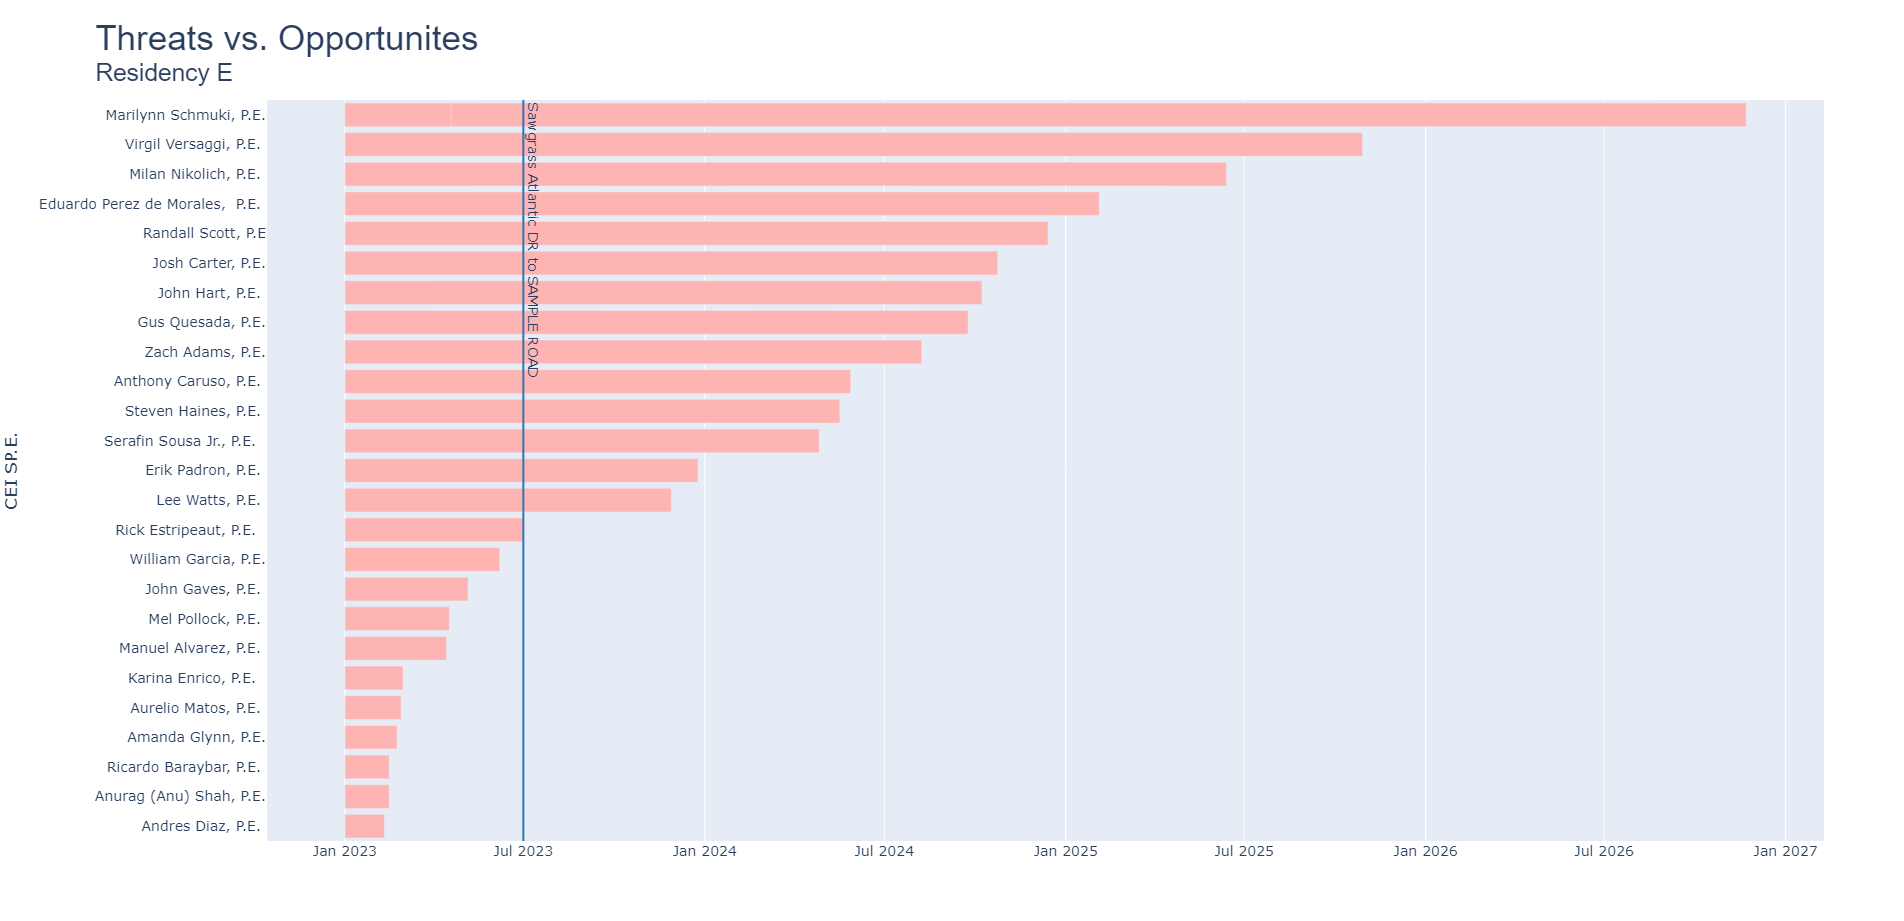 Threats vs. Opportunites
Residency E
Marilynn Schmuki, P.E.
Virgil Versaggi, P.E.
Milan Nikolich, P.E.
Eduardo Perez de Morales,  P.E.
Randall Scott, P.E
Josh Carter, P.E.
John Hart, P.E.
Gus Quesada, P.E.
Zach Adams, P.E.
Anthony Caruso, P.E.
Steven Haines, P.E.
Serafin Sousa Jr., P.E.
Erik Padron, P.E.
Lee Watts, P.E.
Rick Estripeaut, P.E.
William Garcia, P.E.
John Gaves, P.E.
Mel Pollock, P.E.
Manuel Alvarez, P.E.
Karina Enrico, P.E.
Aurelio Matos, P.E.
Amanda Glynn, P.E.
Ricardo Baraybar, P.E.
Anurag (Anu) Shah, P.E.
Andres Diaz, P.E.
CEI SP.E.
Sawgrass Atlantic DR to SAMPLE ROAD
Jan 2023 Jul 2023 Jan 2024 Jul 2024 Jan 2025 Jul 2025 Jan 2026 Jul 2026 Jan 2027